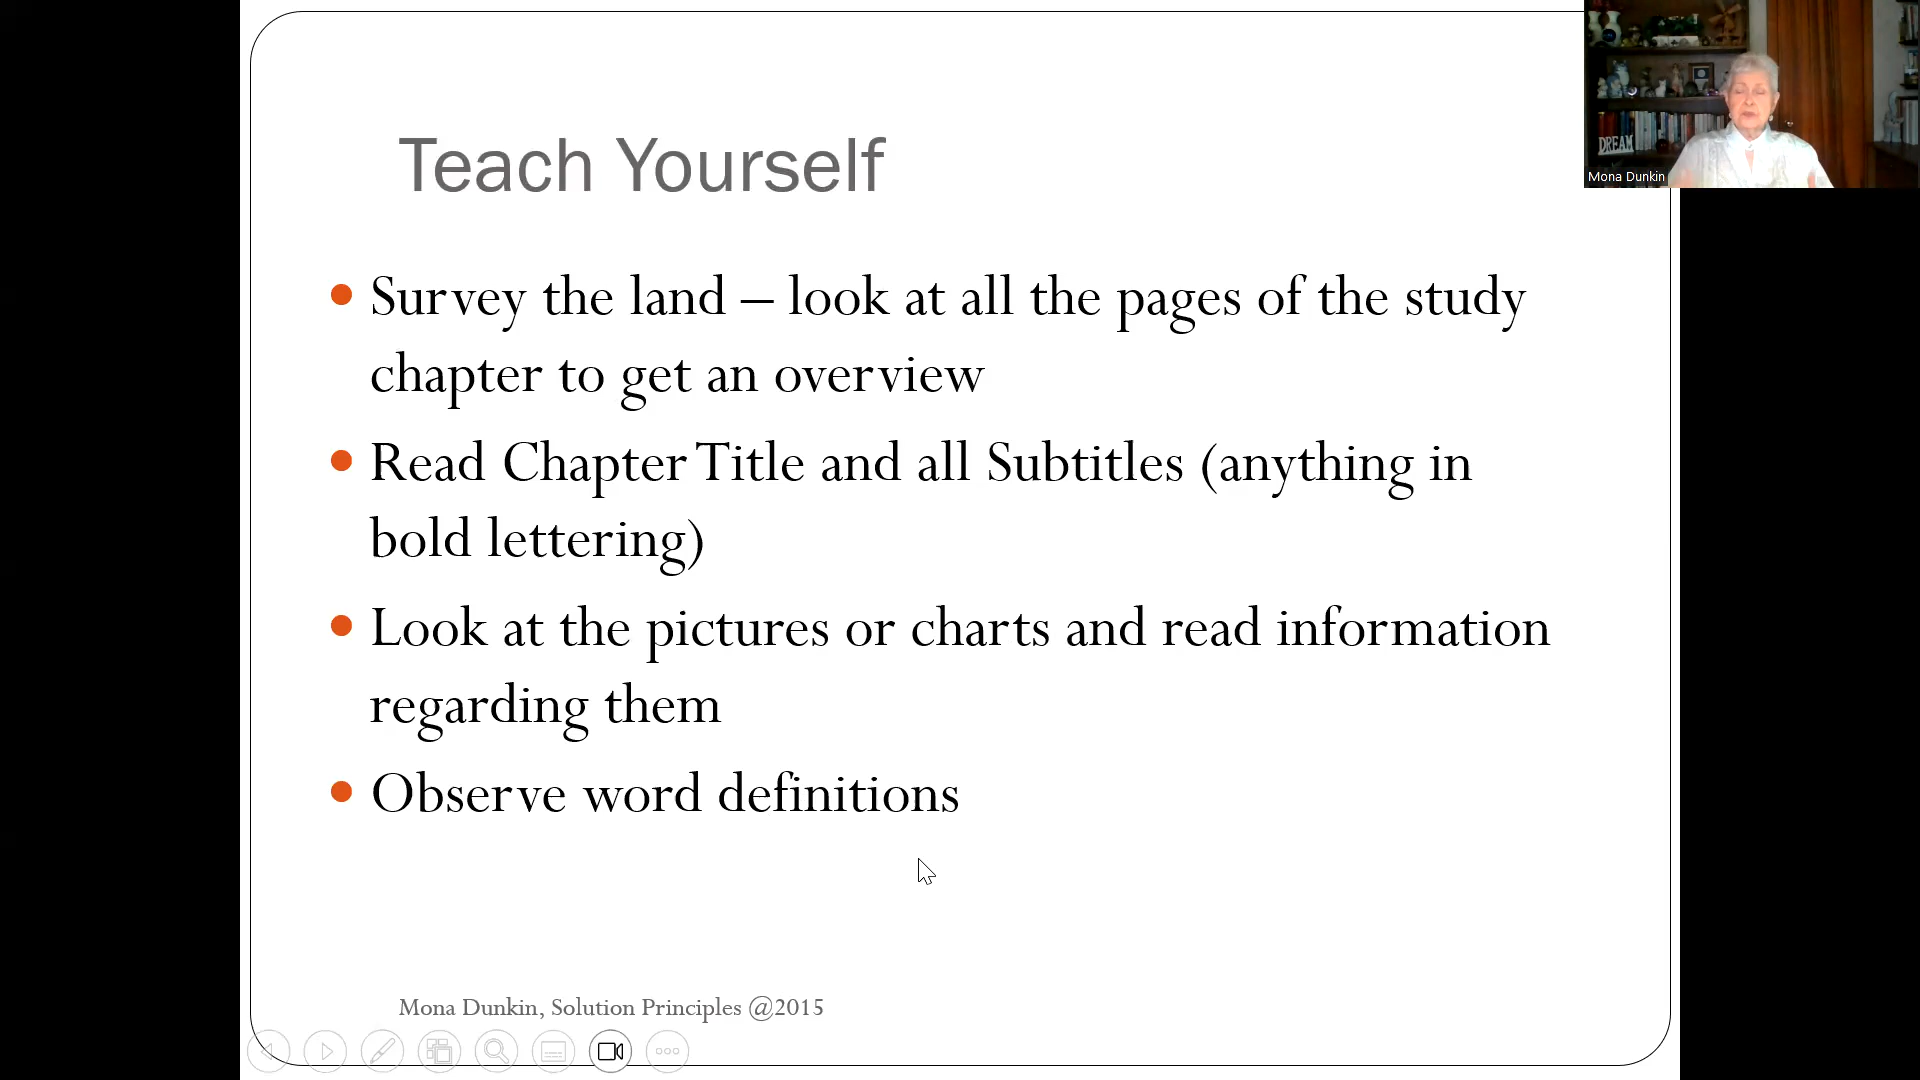 Teach Yourself
Survey the land – look at all the pages of the study
chapter to get an overview
Read Chapter Title and all Subtitles (anything in
bold lettering)
Look at the pictures or charts and read information
regarding them
Observe word definitions
Mona Dunkin, Solution Principles @2015
DREAM
Mona Dunkin